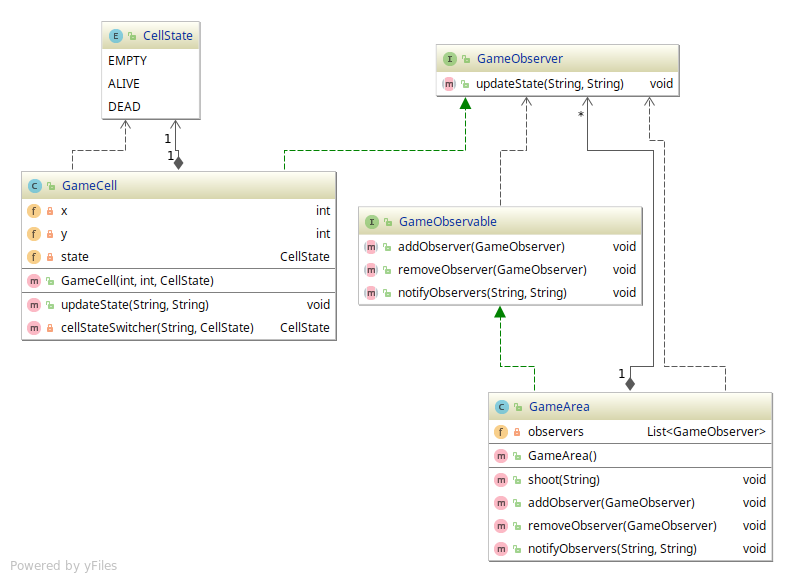 E CellState
EMPTY
ALIVE
DEAD
I GameObserver
m updateState(String, String) void
1
1
*
C GameCell
f x int
f y int
f state CellState
m GameCell(int, int, CellState)
m updateState(String, String) void
m cellStateSwitcher(String, CellState) CellState
I GameObservable
m addObserver(GameObserver) void
m removeObserver(GameObserver) void
m notifyObservers(String, String) void
1
C GameArea
f observers List<GameObserver>
m GameArea()
m shoot(String) void
m addObserver(GameObserver) void
m removeObserver(GameObserver) void
m notifyObservers(String, String) void
Powered by yFiles